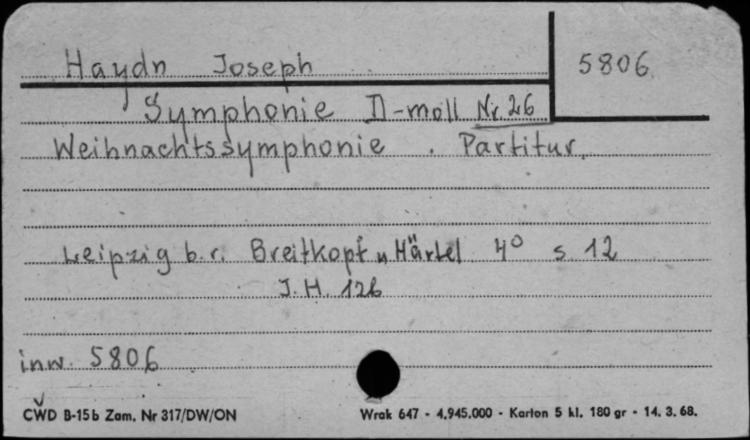 Haydn Joseph
5806
Symphonie D-moll Nr. 26
Weihnachtssymphonie . Partitur.
Leipzig b.r. Breitkopf u Härtel 4° s. 12
J.H. 126
inw. 5806
CWD B-15b Zam. Nr 317/DW/ON
Wrak 647 - 4.945.000 - Karton 5 kl. 180 gr - 14. 3. 68.